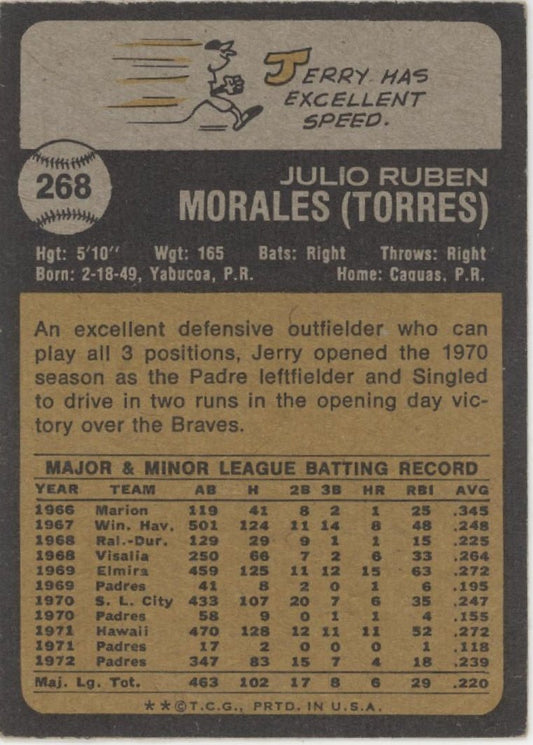 JERRY HAS
EXCELLENT
SPEED.
268
JULIO RUBEN
MORALES (TORRES)
Hgt: 5'10" Wgt: 165 Bats: Right Throws: Right
Born: 2-18-49, Yabucoa, P.R. Home: Caguas, P.R.
An excellent defensive outfielder who can
play all 3 positions, Jerry opened the 1970
season as the Padre leftfielder and Singled
to drive in two runs in the opening day vic-
tory over the Braves.
MAJOR & MINOR LEAGUE BATTING RECORD
YEAR TEAM AB H 2B 3B HR RBI AVG
1966 Marion 119 41 8 2 1 25 .345
1967 Win. Hav. 501 124 11 14 8 48 .248
1968 Ral.-Dur. 129 29 9 1 1 15 .225
1968 Visalia 250 66 7 2 6 33 .264
1969 Elmira 459 125 11 12 15 63 .272
1969 Padres 41 8 2 0 1 6 .195
1970 S. L. City 433 107 20 7 6 35 .247
1970 Padres 58 9 0 1 1 4 .155
1971 Hawaii 470 128 12 11 11 52 .272
1971 Padres 17 2 0 0 0 1 .118
1972 Padres 347 83 15 7 4 18 .239
Maj. Lg. Tot. 463 102 17 8 6 29 .220
**©T.C.G., PRTD. IN U.S.A.